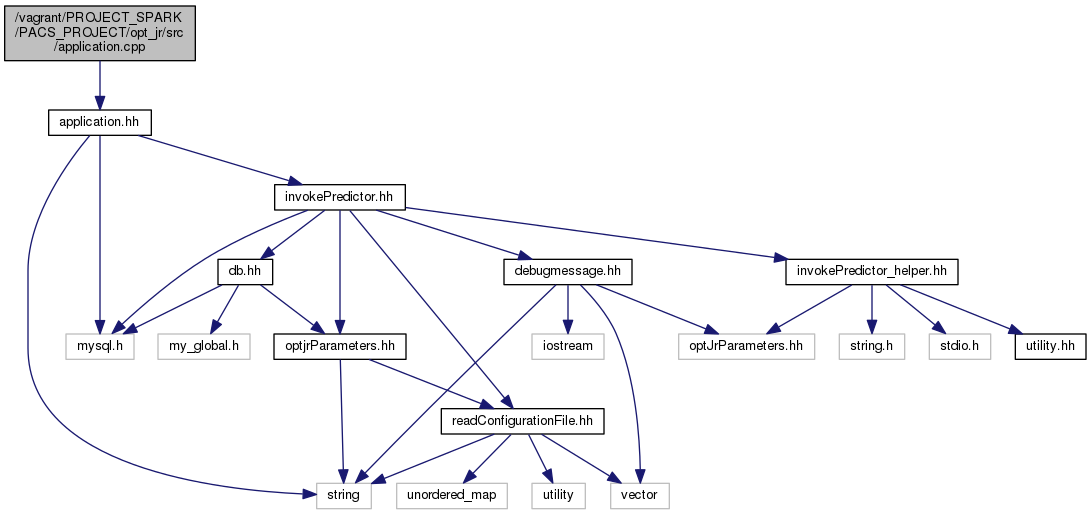 /vagrant/PROJECT_SPARK
/PACS_PROJECT/opt_jr/src
/application.cpp
application.hh
invokePredictor.hh
db.hh
debugmessage.hh
invokePredictor_helper.hh
mysql.h
my_global.h
optjrParameters.hh
iostream
optJrParameters.hh
string.h
stdio.h
utility.hh
readConfigurationFile.hh
string
unordered_map
utility
vector